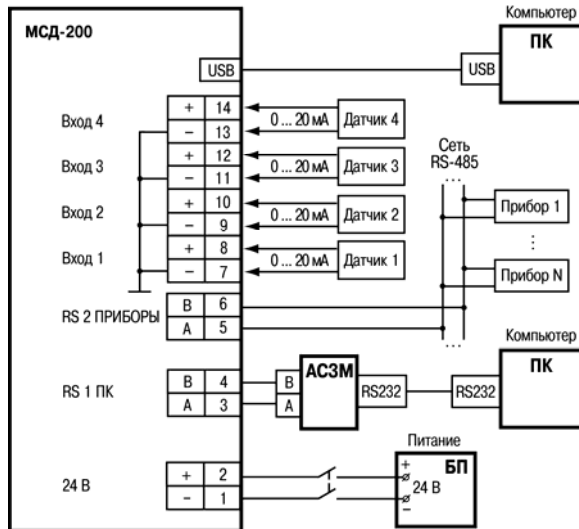 Компьютер
МСД-200
ПК
USB
USB
Вход 4
+ 14
− 13
0 ... 20 мА
Датчик 4
Вход 3
+ 12
− 11
0 ... 20 мА
Датчик 3
Вход 2
+ 10
− 9
0 ... 20 мА
Датчик 2
Вход 1
+ 8
− 7
0 ... 20 мА
Датчик 1
Сеть
RS-485
...
Прибор 1
...
Прибор N
...
RS 2 ПРИБОРЫ
B 6
A 5
Компьютер
ПК
RS 1 ПК
B 4
A 3
B
A
АС3М
RS232
RS232
Питание
БП
24 В
+ 2
− 1
+
24 В
−